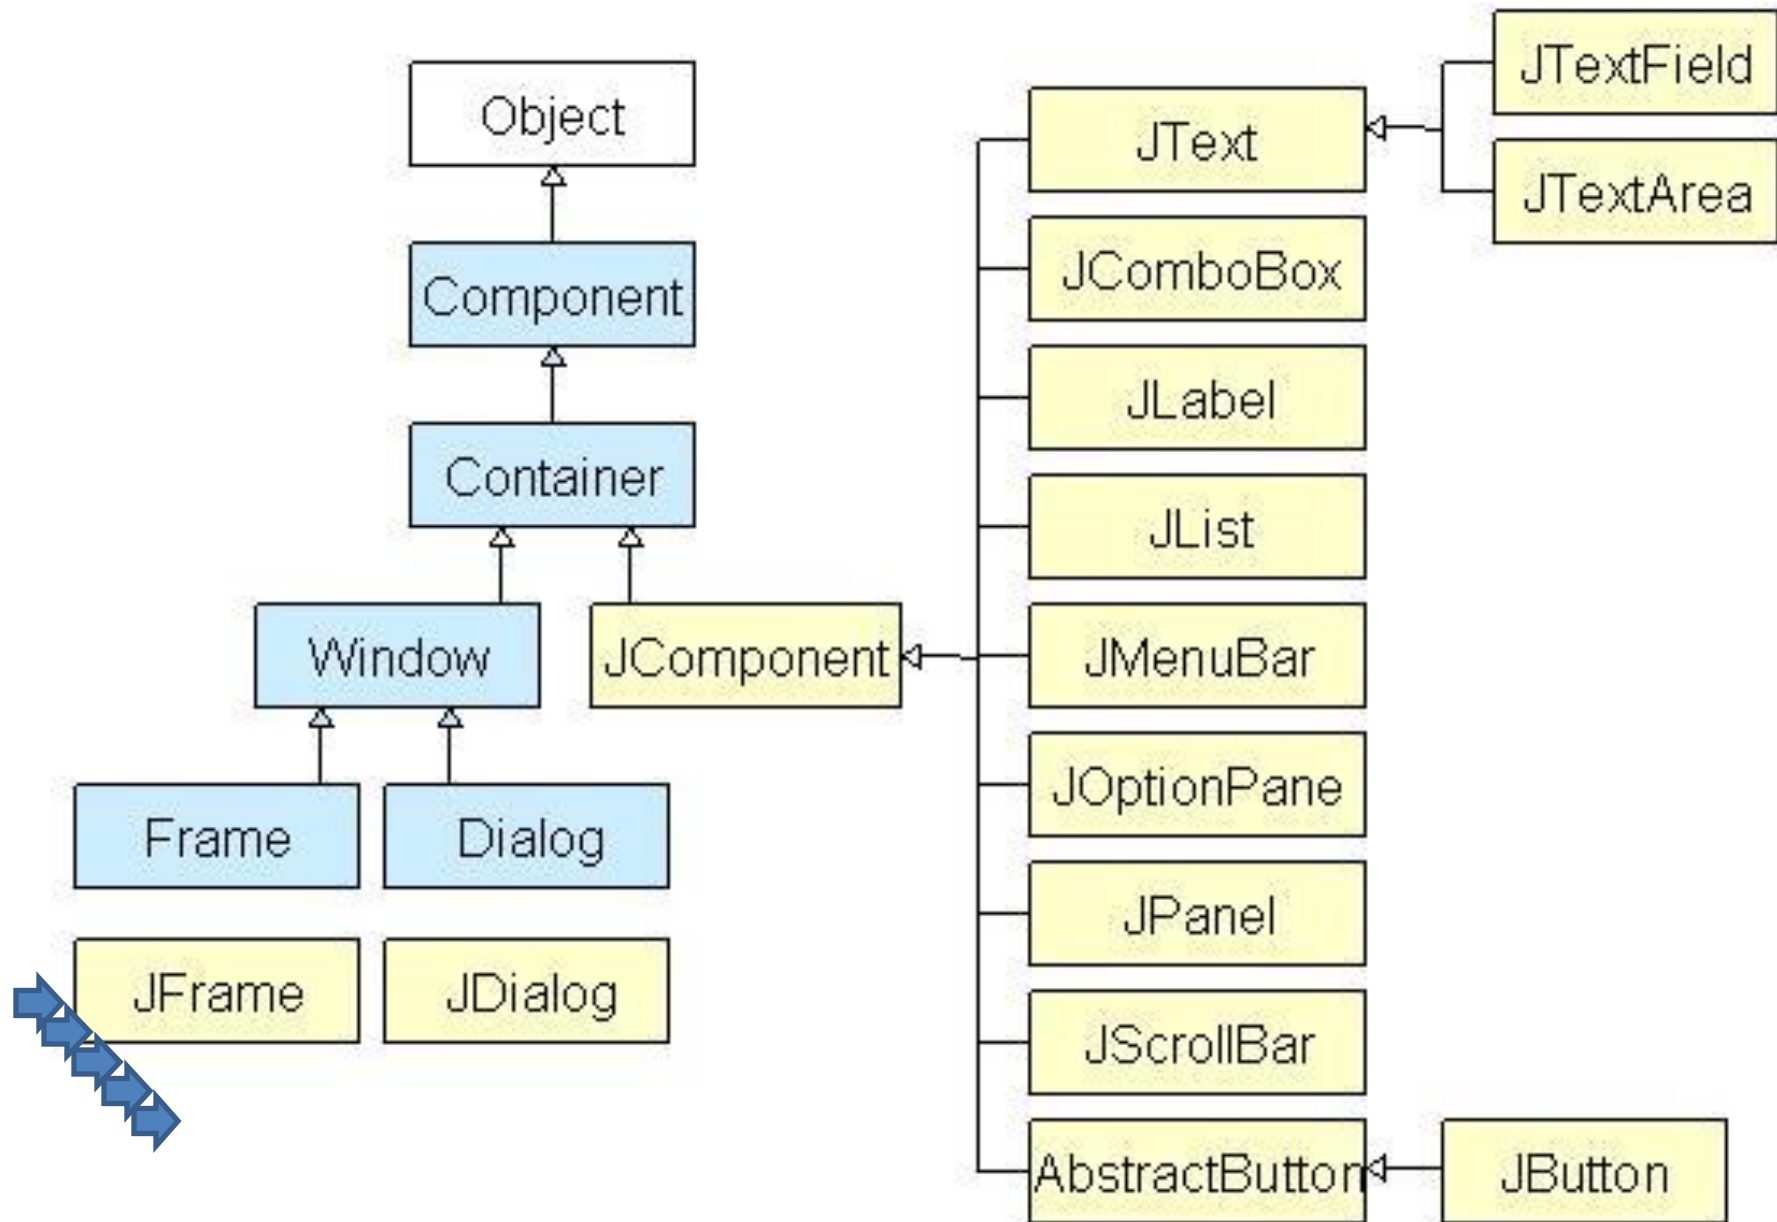 Object
Component
Container
Window
JComponent
Frame
Dialog
JFrame
JDialog
JText
JComboBox
JLabel
JList
JMenuBar
JOptionPane
JPanel
JScrollBar
AbstractButton
JTextField
JTextArea
JButton